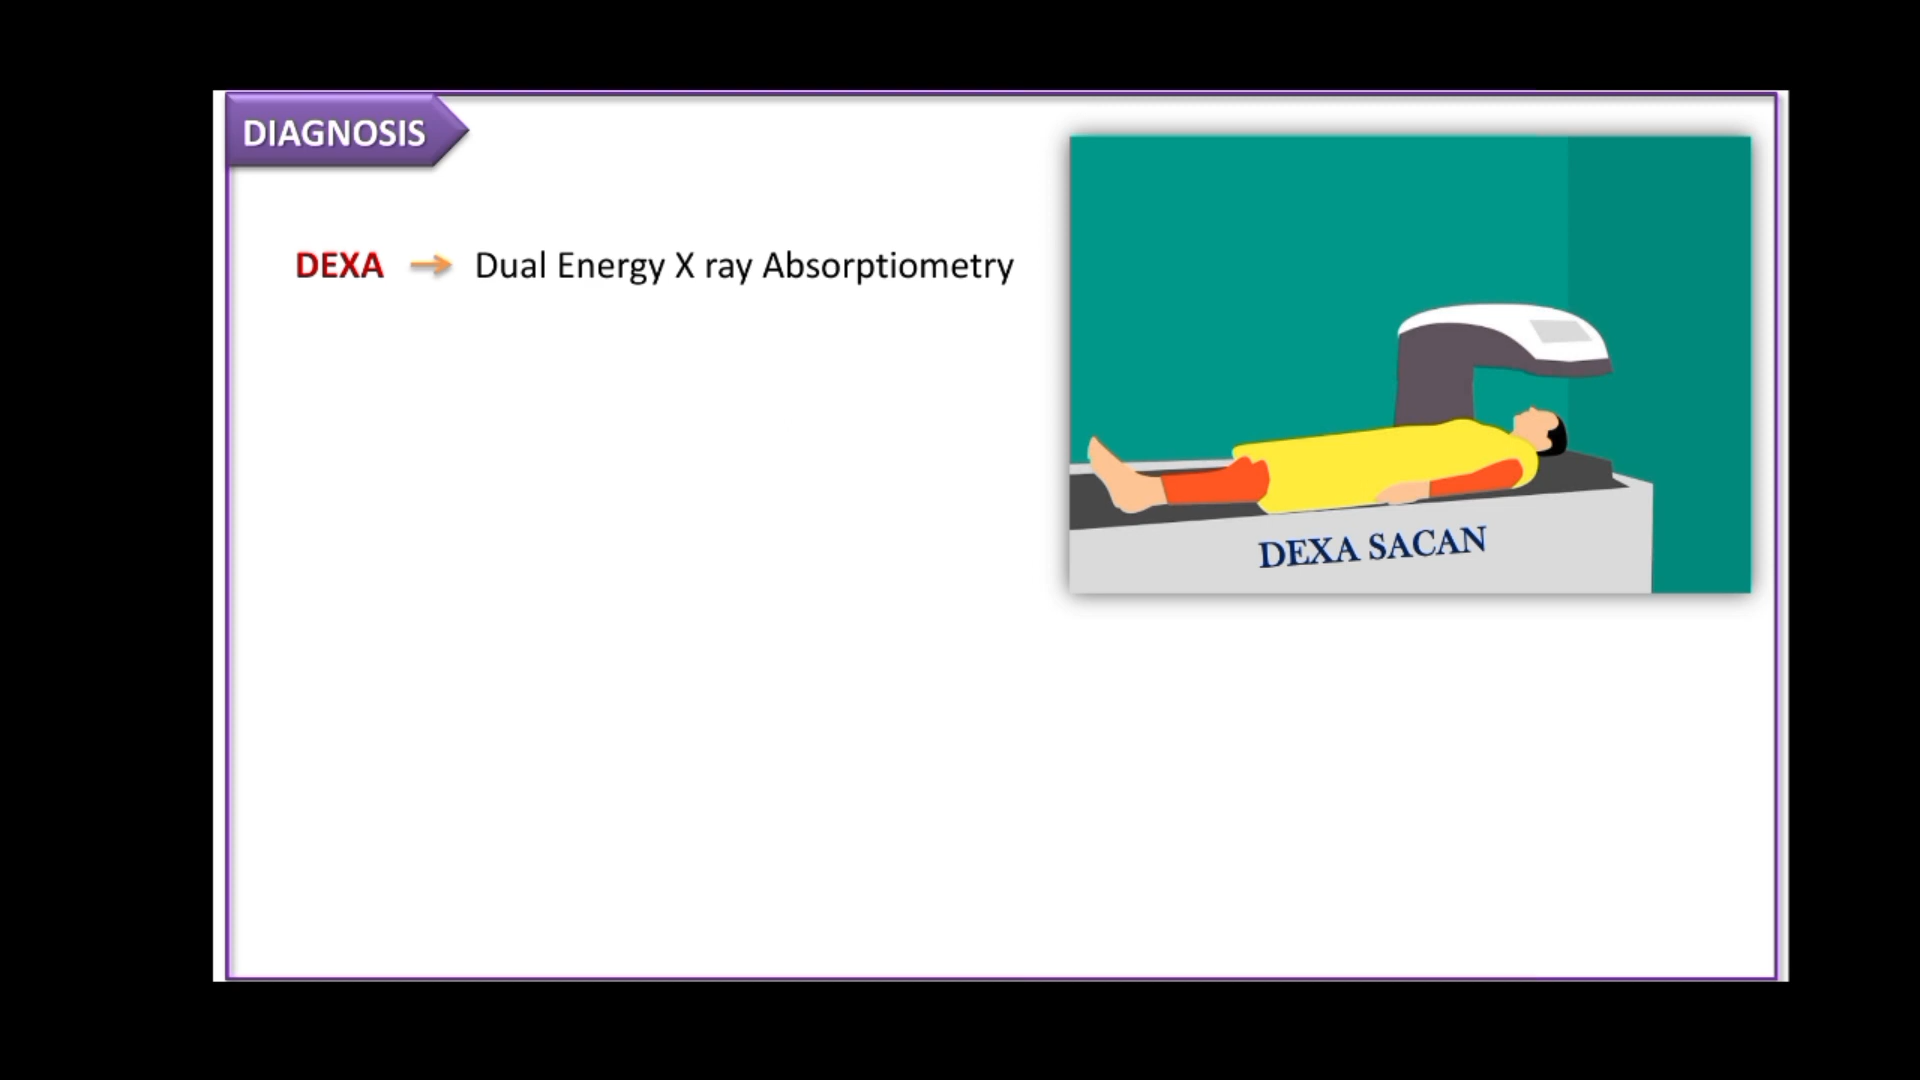 DIAGNOSIS
DEXA → Dual Energy X ray Absorptiometry
DEXA SACAN